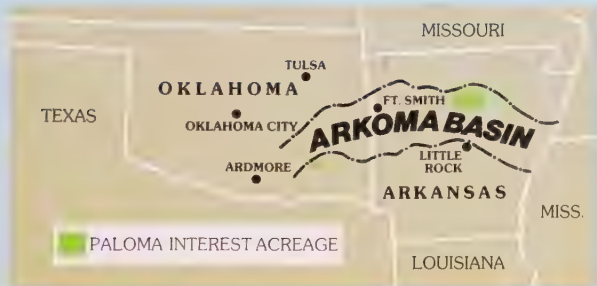 MISSOURI
TULSA
OKLAHOMA
FT. SMITH
TEXAS
OKLAHOMA CITY
ARKOMA BASIN
ARDMORE
LITTLE
ROCK
ARKANSAS
MISS.
PALOMA INTEREST ACREAGE
LOUISIANA